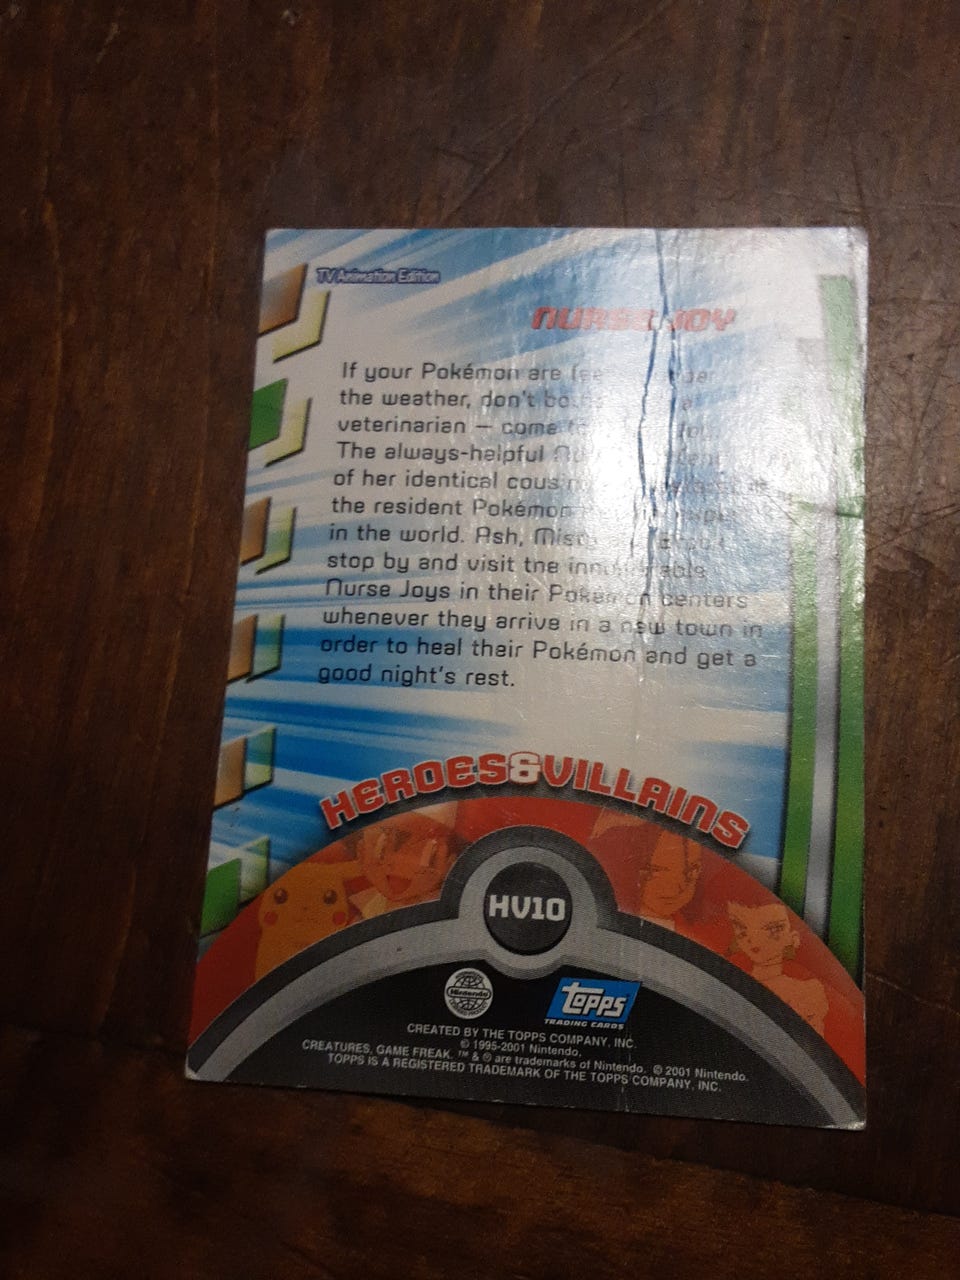 TV Animation Edition
NURSE JOY
If your Pokémon are
the weather, don't
veterinarian — come
The always-helpful
of her identical
the resident Pokémon
in the world. Ash,
stop by and visit the
Nurse Joys in their Pokémon centers
whenever they arrive in a new town in
order to heal their Pokémon and get a
good night's rest.
HEROES&VILLAINS
HV10
Nintendo
TOPPS
TRADING CARDS
CREATED BY THE TOPPS COMPANY, INC.
© 1995-2001 Nintendo,
CREATURES, GAME FREAK. ™ & ® are trademarks of Nintendo. © 2001 Nintendo.
TOPPS IS A REGISTERED TRADEMARK OF THE TOPPS COMPANY, INC.